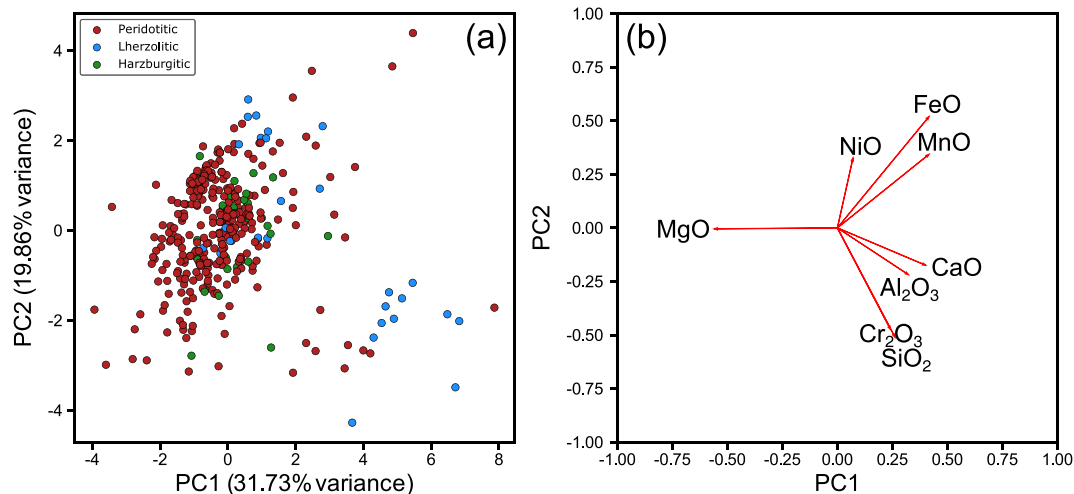 (a)
Peridotitic
Lherzolitic
Harzburgitic
4
2
0
-2
-4
PC2 (19.86% variance)
-4 -2 0 2 4 6 8
PC1 (31.73% variance)
(b)
1.00
0.75
0.50
0.25
0.00
-0.25
-0.50
-0.75
-1.00
PC2
FeO
NiO
MnO
MgO
CaO
Al₂O₃
Cr₂O₃
SiO₂
-1.00 -0.75 -0.50 -0.25 0.00 0.25 0.50 0.75 1.00
PC1